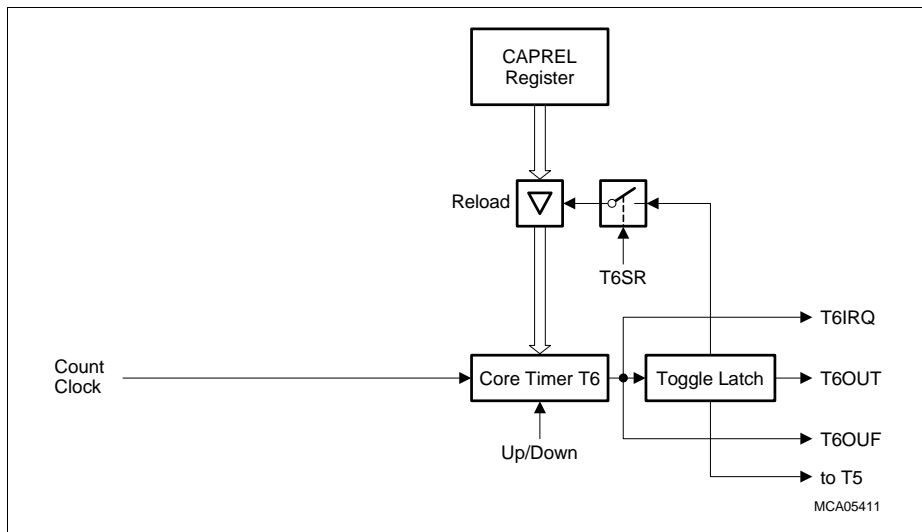 CAPREL
Register
Reload
T6SR
T6IRQ
Count
Clock
Core Timer T6
Toggle Latch
T6OUT
Up/Down
T6OUF
to T5
MCA05411